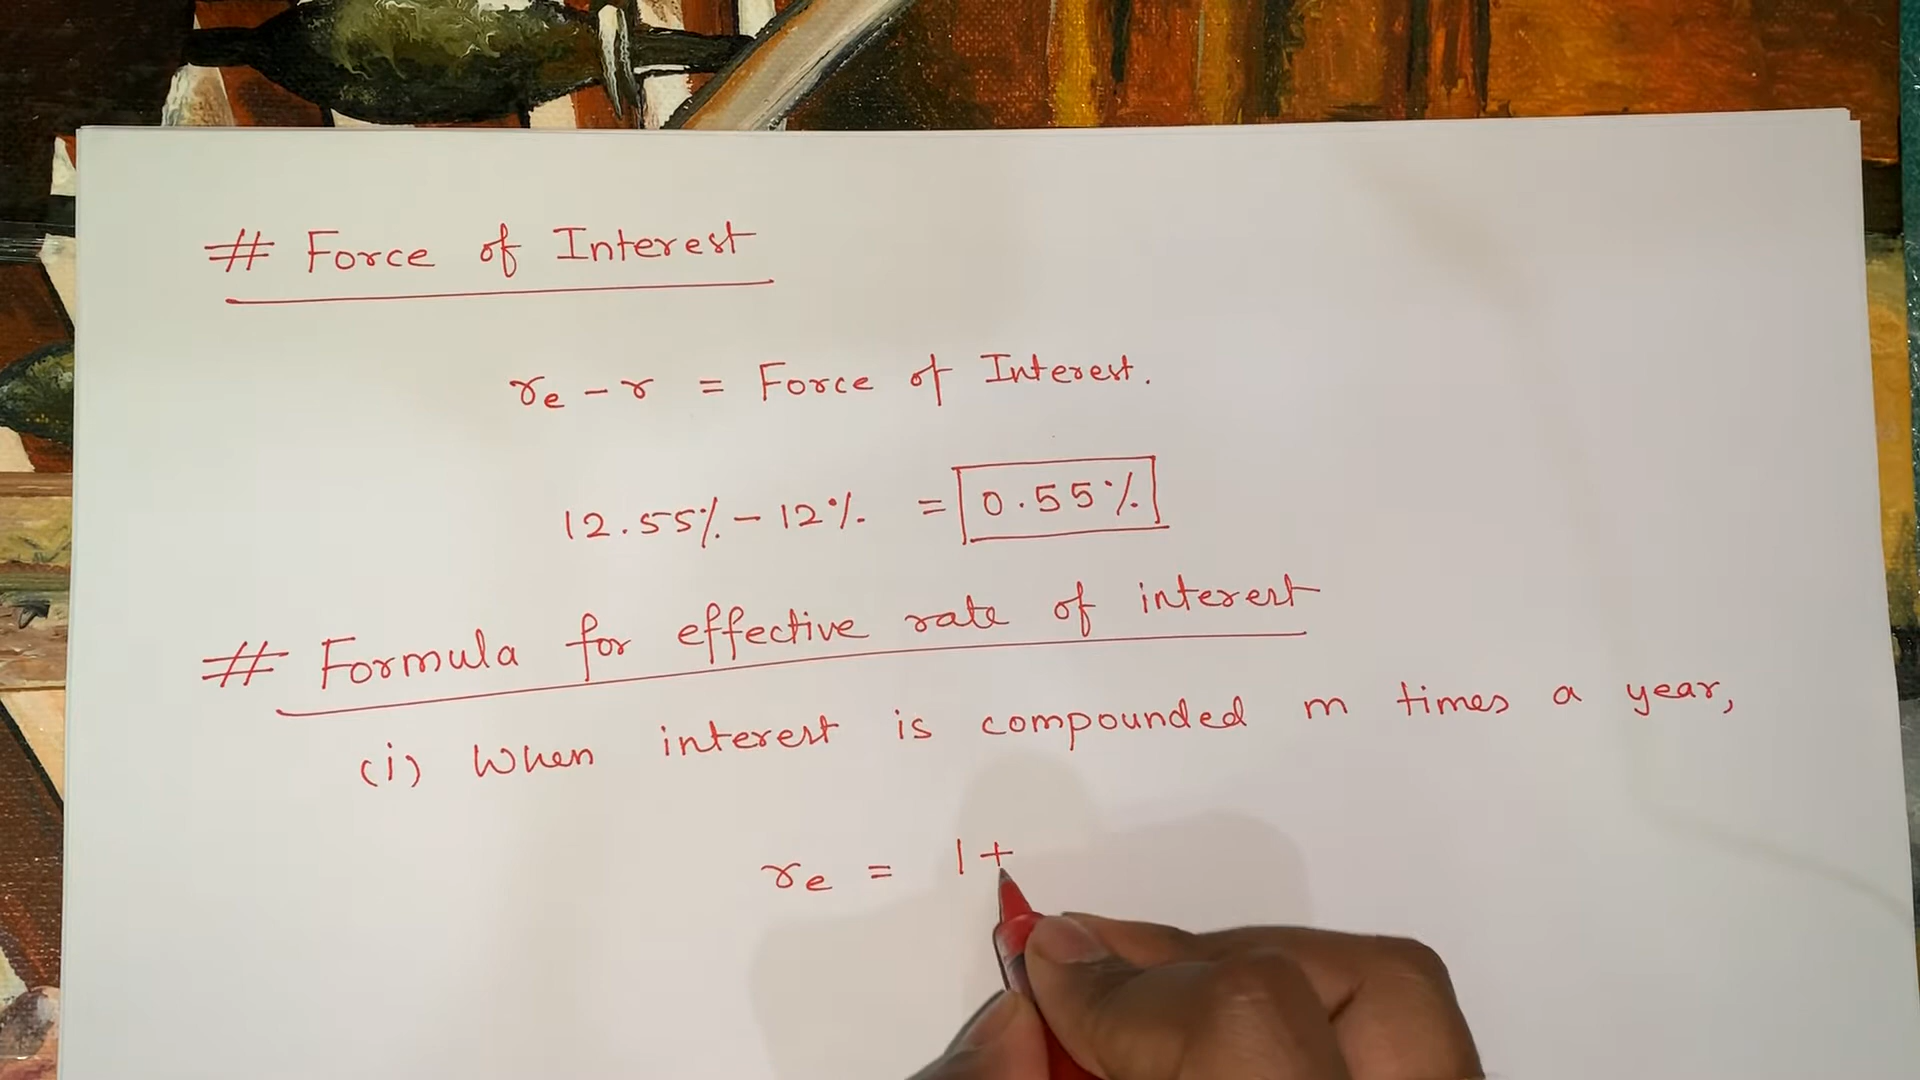 # Force of Interest
re - r = Force of Interest.
12.55% - 12% = 0.55%
# Formula for effective rate of interest
(i) When interest is compounded m times a year,
re = 1+